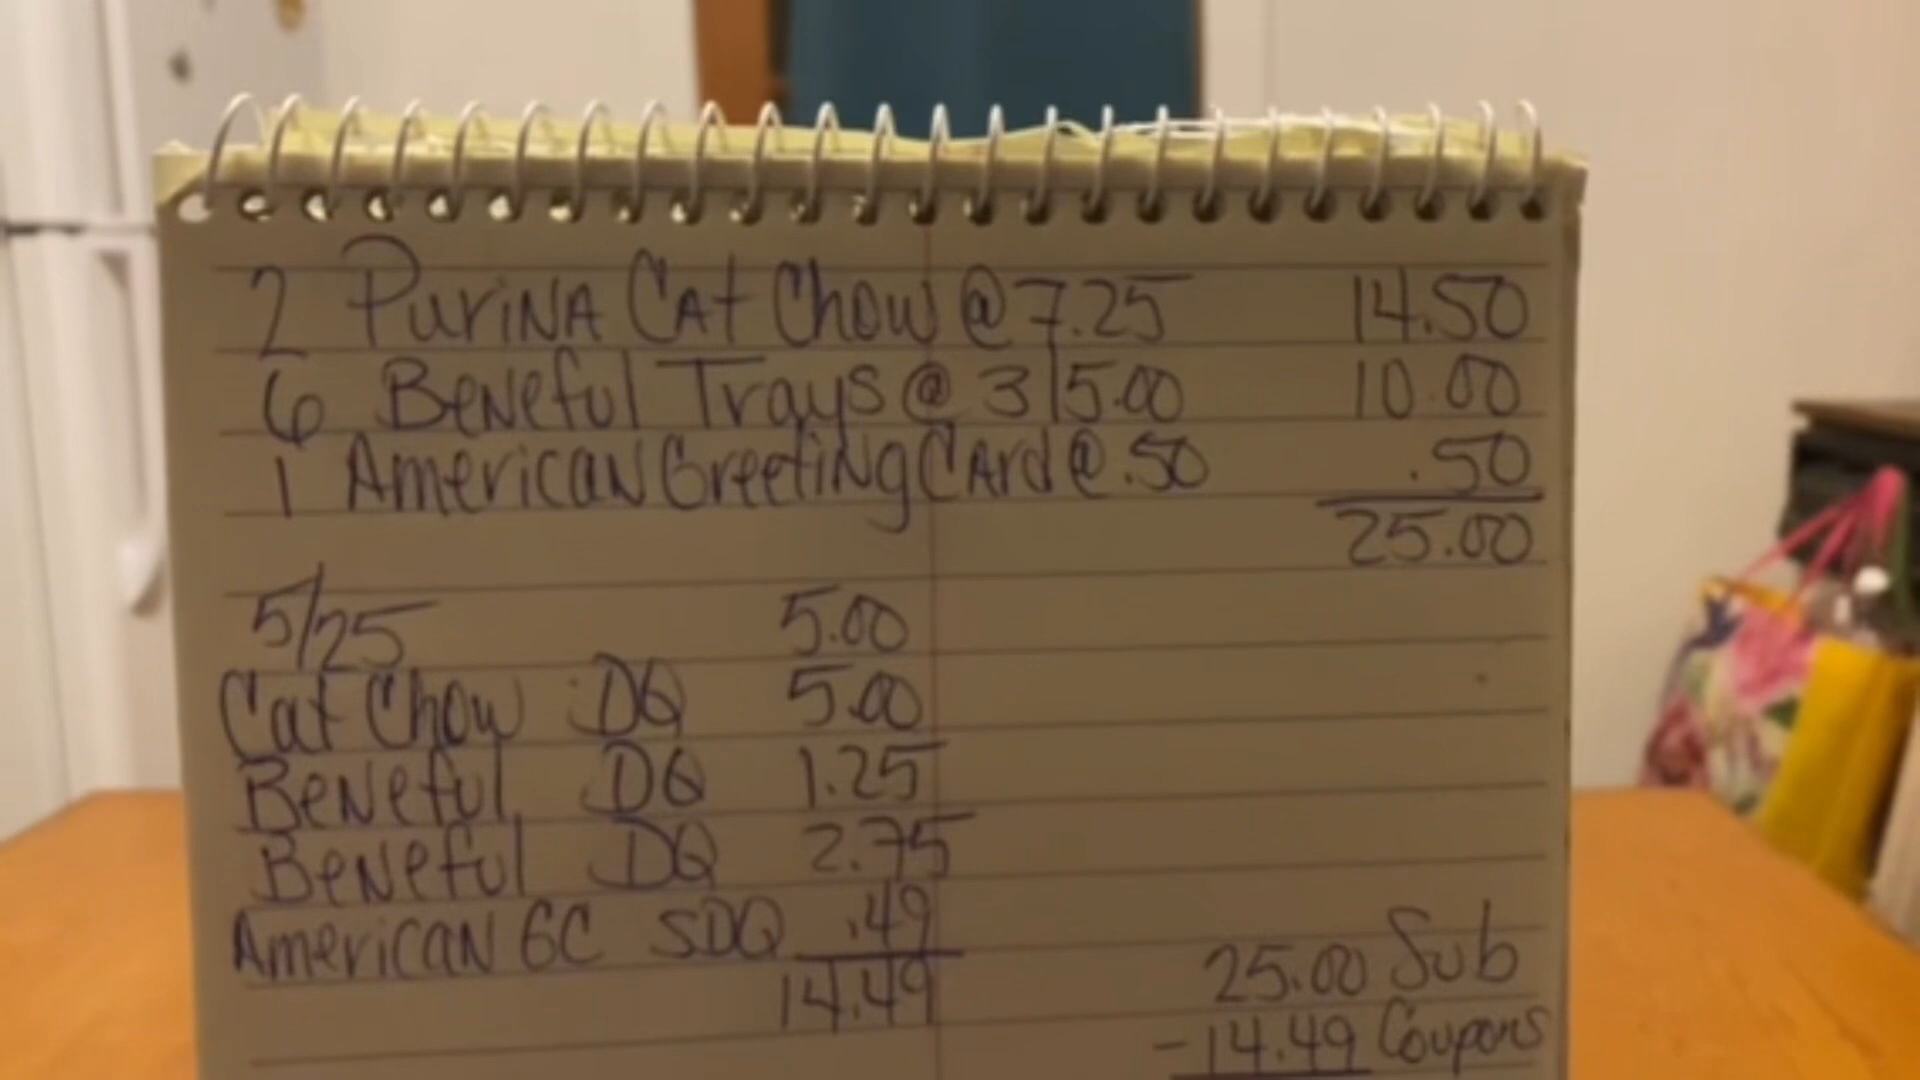 2 Purina Cat Chow @ 7.25 14.50
6 Beneful Trays @ 3|5.00 10.00
1 American Greeting Card @ .50 .50
25.00
5/25 5.00
Cat Chow DQ 5.00
Beneful DQ 1.25
Beneful DQ 2.75
American GC SDQ .49
14.49
25.00 Sub
-14.49 Coupons